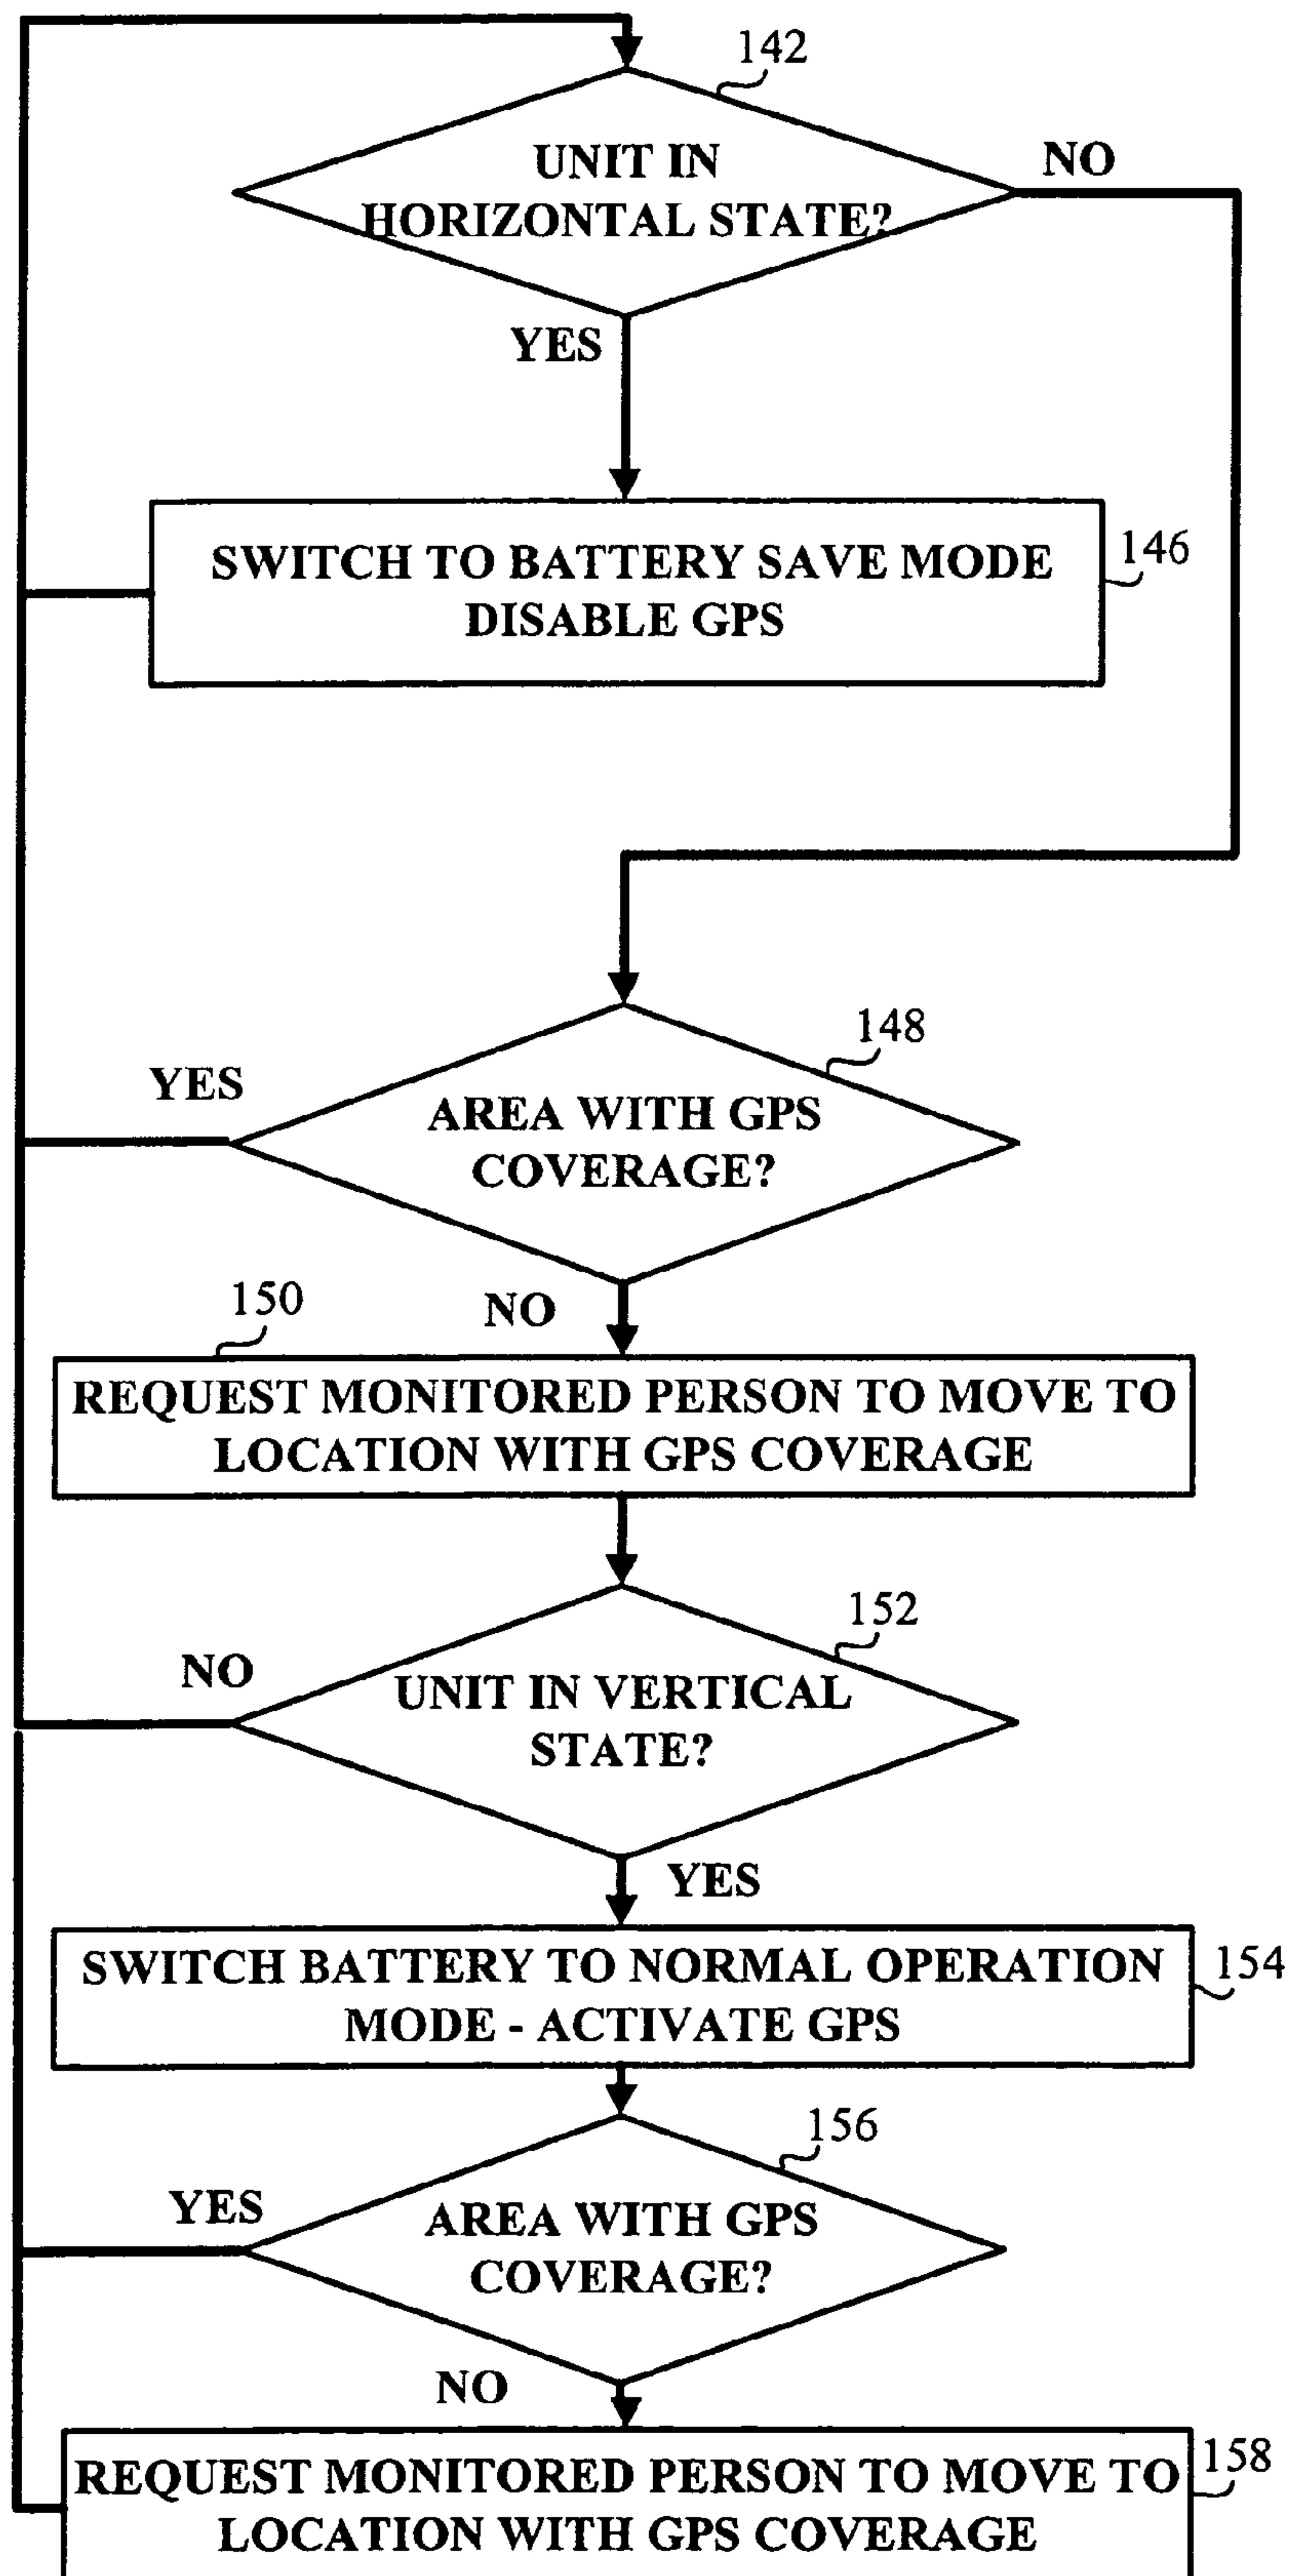 142
UNIT IN
HORIZONTAL STATE?
NO
YES
SWITCH TO BATTERY SAVE MODE
DISABLE GPS
146
148
YES
AREA WITH GPS
COVERAGE?
NO
150
REQUEST MONITORED PERSON TO MOVE TO
LOCATION WITH GPS COVERAGE
152
NO
UNIT IN VERTICAL
STATE?
YES
SWITCH BATTERY TO NORMAL OPERATION
MODE - ACTIVATE GPS
154
156
YES
AREA WITH GPS
COVERAGE?
NO
REQUEST MONITORED PERSON TO MOVE TO
LOCATION WITH GPS COVERAGE
158